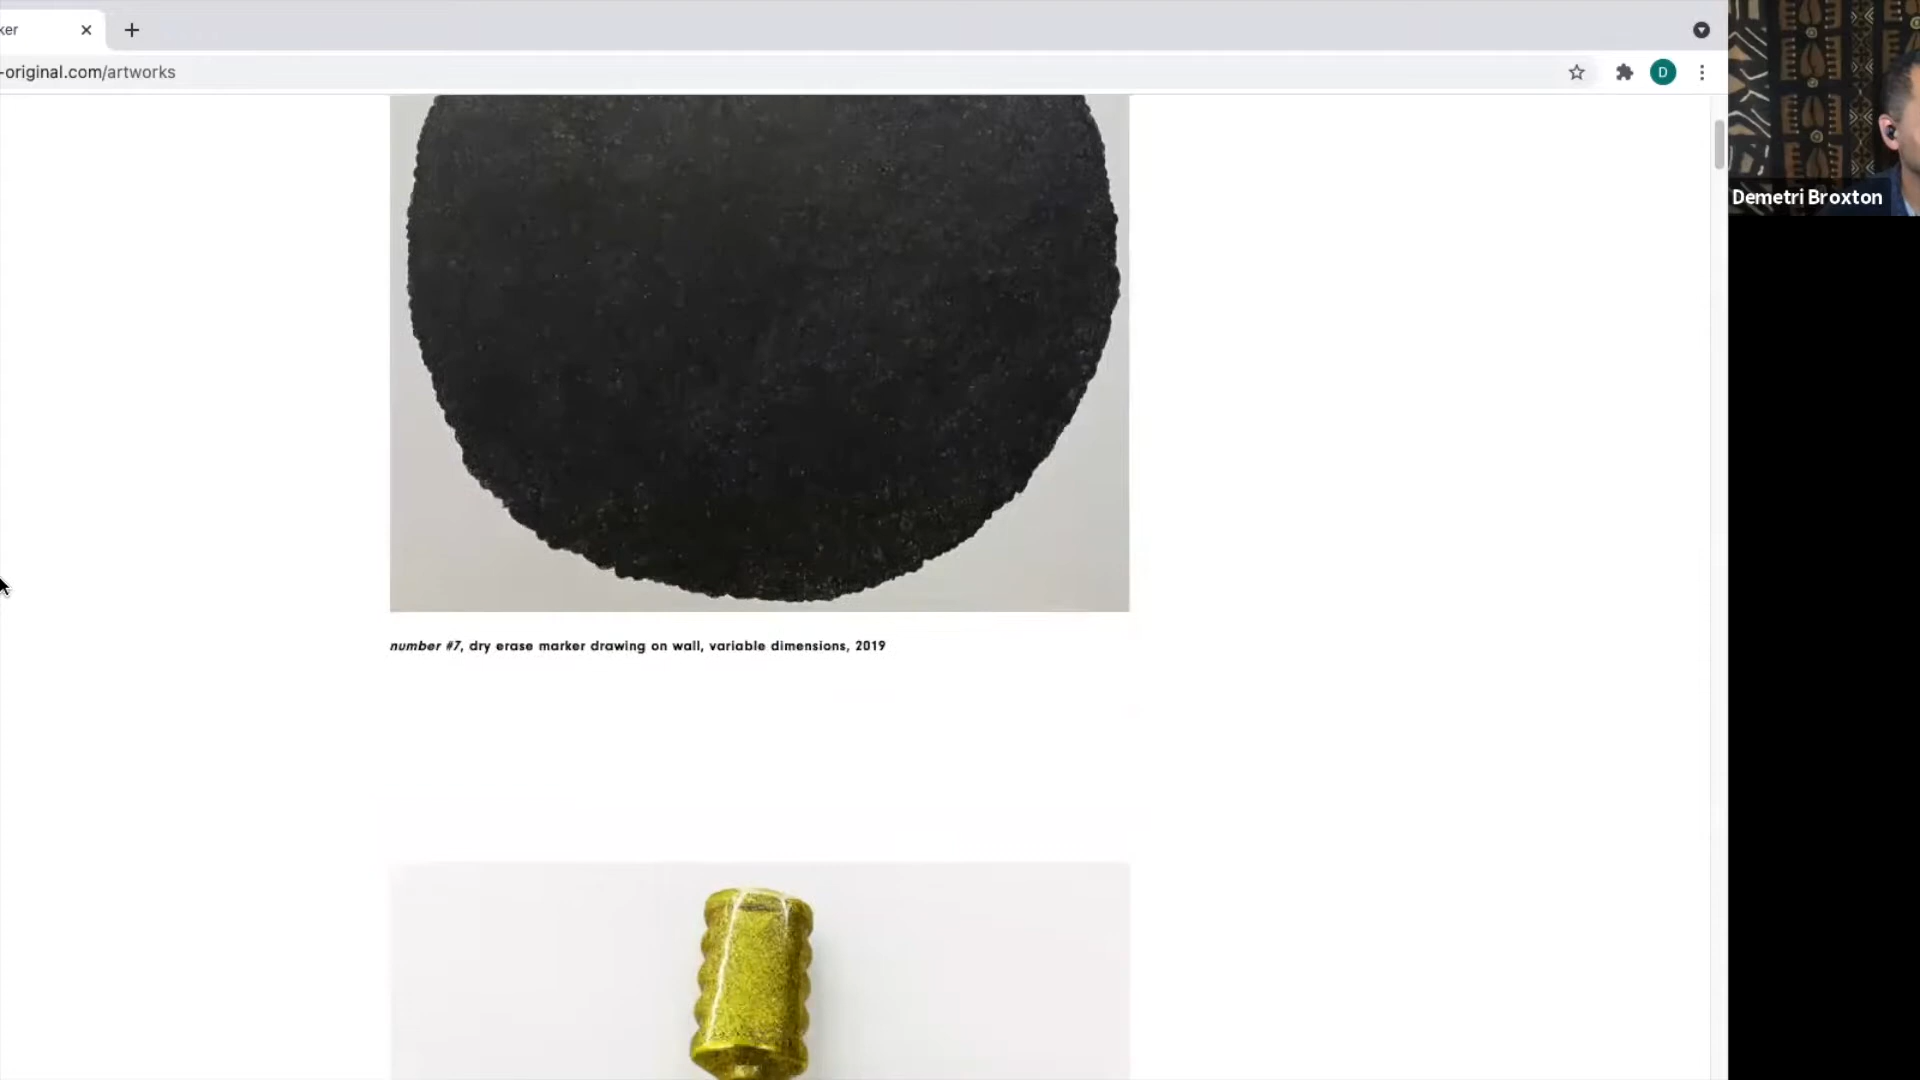 ker
-original.com/artworks
D
Demetri Broxton
number #7, dry erase marker drawing on wall, variable dimensions, 2019